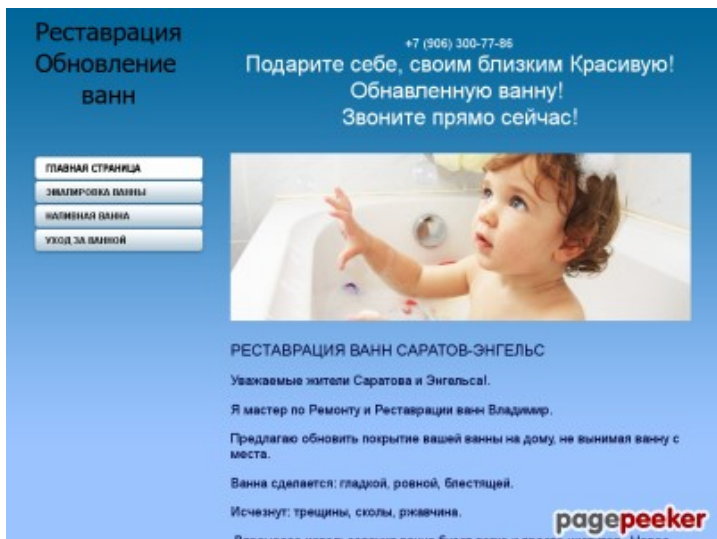 Реставрация
Обновление
ванн
+7 (906) 300-77-86
Подарите себе, своим близким Красивую!
Обнавленную ванну!
Звоните прямо сейчас!
ГЛАВНАЯ СТРАНИЦА
ЭМАЛИРОВКА ВАННЫ
НАЛИВНАЯ ВАННА
УХОД ЗА ВАННОЙ
РЕСТАВРАЦИЯ ВАНН САРАТОВ-ЭНГЕЛЬС
Уважаемые жители Саратова и Энгельса!.
Я мастер по Ремонту и Реставрации ванн Владимир.
Предлагаю обновить покрытие вашей ванны на дому, не вынимая ванну с
места.
Ванна сделается: гладкой, ровной, блестящей.
Исчезнут: трещины, сколы, ржавчина.
pagepeeker